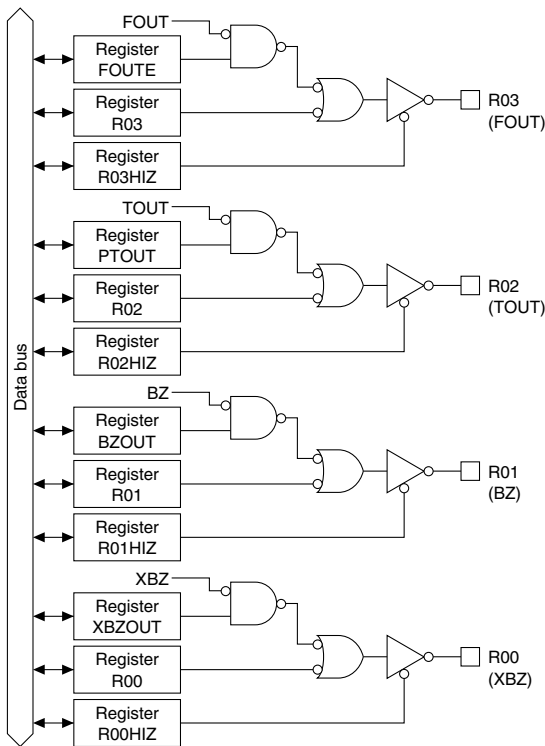 FOUT
Register
FOUTE
Register
R03
Register
R03HIZ
R03
(FOUT)
TOUT
Register
PTOUT
Register
R02
Register
R02HIZ
R02
(TOUT)
Data bus
BZ
Register
BZOUT
Register
R01
Register
R01HIZ
R01
(BZ)
XBZ
Register
XBZOUT
Register
R00
Register
R00HIZ
R00
(XBZ)